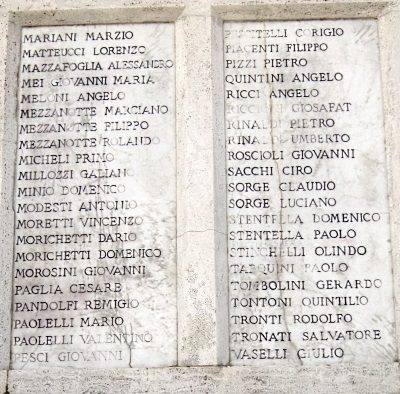 MARIANI MARZIO
MATTEUCCI LORENZO
MAZZAFOGLIA ALESSANDRO
MEI GIOVANNI MARIA
MELONI ANGELO
MEZZANOTTE MARCIANO
MEZZANOTTE FILIPPO
MEZZANOTTE ROLANDO
MICHELI PRIMO
MILLOZZI GALIANO
MINIO DOMENICO
MODESTI ANTONIO
MORETTI VINCENZO
MORICHETTI DARIO
MORICHETTI DOMENICO
MOROSINI GIOVANNI
PAGLIA CESARE
PANDOLFI REMIGIO
PAOLELLI MARIO
PAOLELLI VALENTINO
PESCI GIOVANNI
CORIGIO
PIACENTI FILIPPO
PIZZI PIETRO
QUINTINI ANGELO
RICCI ANGELO
GIOSAFAT
RINALDI PIETRO
RINALDI UMBERTO
ROSCIOLI GIOVANNI
SACCHI CIRO
SORGE CLAUDIO
SORGE LUCIANO
STENTELLA DOMENICO
STENTELLA PAOLO
STINCHELLI OLINDO
TARQUINI PAOLO
TOMBOLINI GERARDO
TONTONI QUINTILIO
TRONTI RODOLFO
TRONATI SALVATORE
VASELLI GIULIO